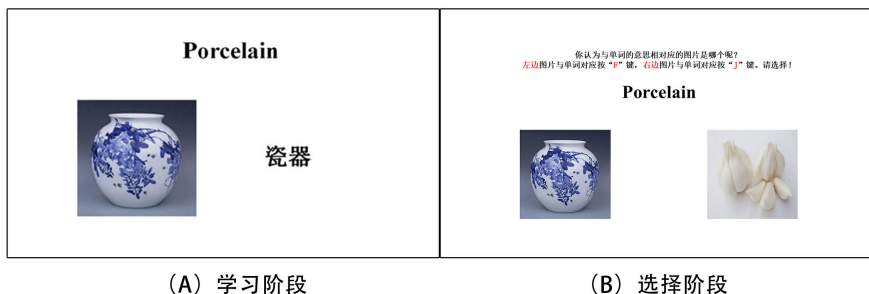 Porcelain
瓷器
(A) 学习阶段
你认为与单词的意思相对应的图片是哪个呢?
左边图片与单词对应按“F”键，右边图片与单词对应按“J”键。请选择!
Porcelain
(B) 选择阶段